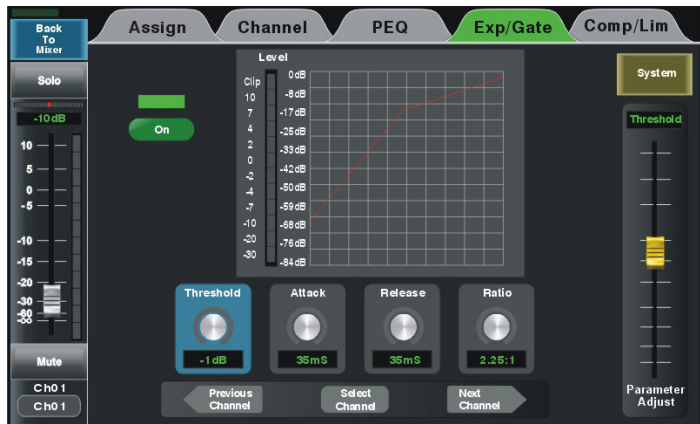 Back
To
Mixer
Assign
Channel
PEQ
Exp/Gate
Comp/Lim
Solo
-10dB
10
5
0
-5
-10
-15
-20
-30
-60
-∞
Mute
Ch01
Ch01
On
Level
Clip
10
7
4
2
0
-2
-4
-7
-10
-20
-30
0dB
-8dB
-17dB
-25dB
-33dB
-42dB
-50dB
-59dB
-68dB
-76dB
-84dB
System
Threshold
Threshold
-1dB
Attack
35mS
Release
35mS
Ratio
2.25:1
Previous
Channel
Select
Channel
Next
Channel
Parameter
Adjust